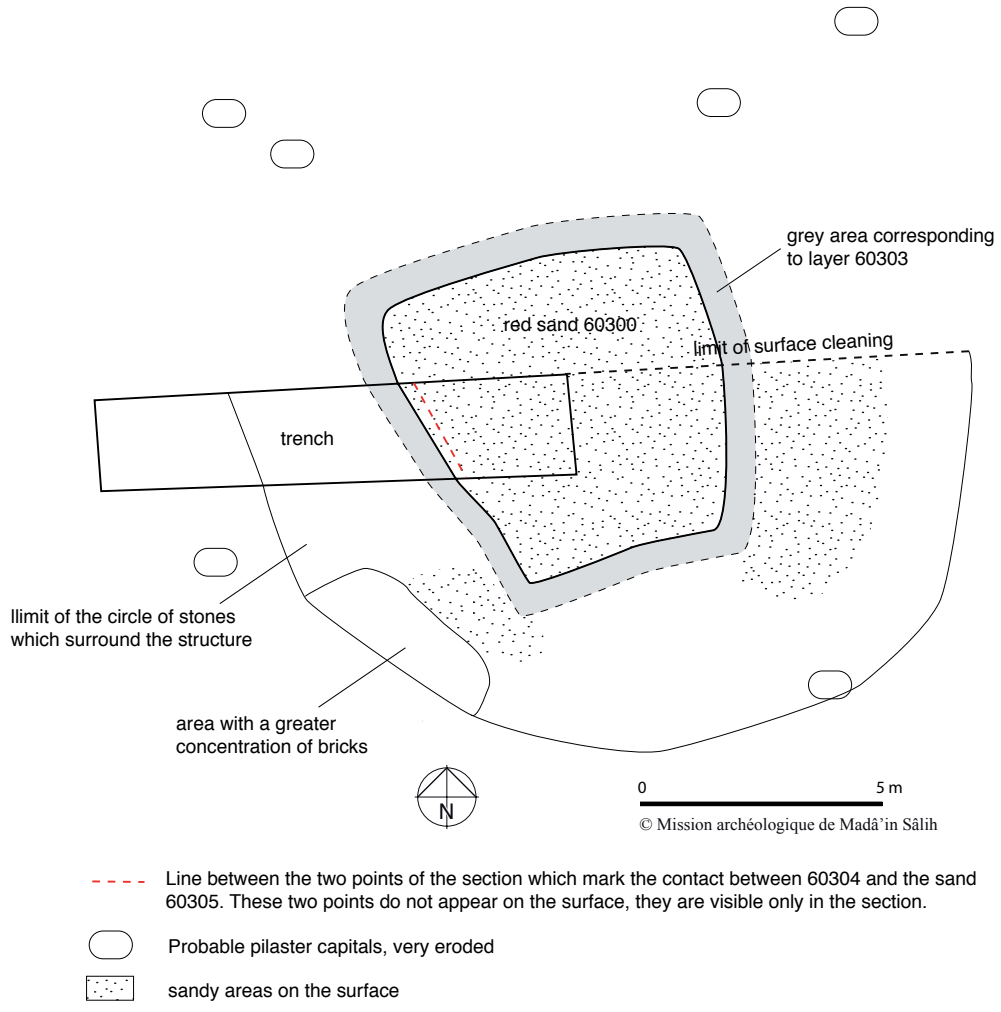 grey area corresponding
to layer 60303
red sand 60300
limit of surface cleaning
trench
llimit of the circle of stones
which surround the structure
area with a greater
concentration of bricks
N
0 5 m
© Mission archéologique de Madâ'in Sâlih
Line between the two points of the section which mark the contact between 60304 and the sand
60305. These two points do not appear on the surface, they are visible only in the section.
Probable pilaster capitals, very eroded
sandy areas on the surface